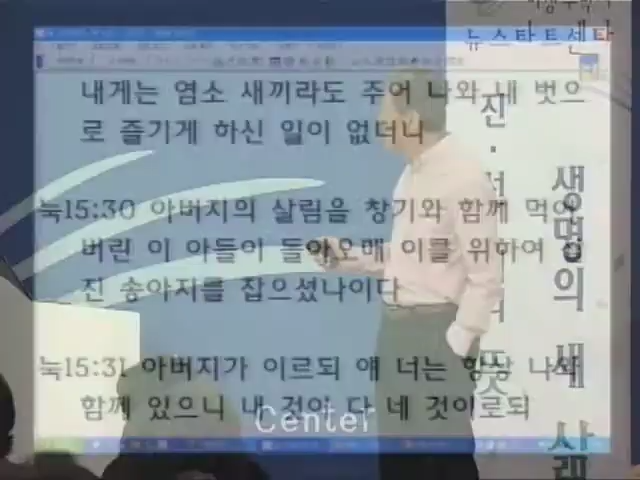 뉴스타트센타
내게는 염소 새끼라도 주어 나와 내 벗으
로 즐기게 하신 일이 없더니
눅15:30 아버지의 살림을 창기와 함께 먹어
버린 이 아들이 돌아오매 이를 위하여
진 송아지를 잡으셨나이다
눅15:31 아버지가 이르되 얘 너는 항상 나와
함께 있으니 내 것이 다 네 것이로되
Center
생명의 새